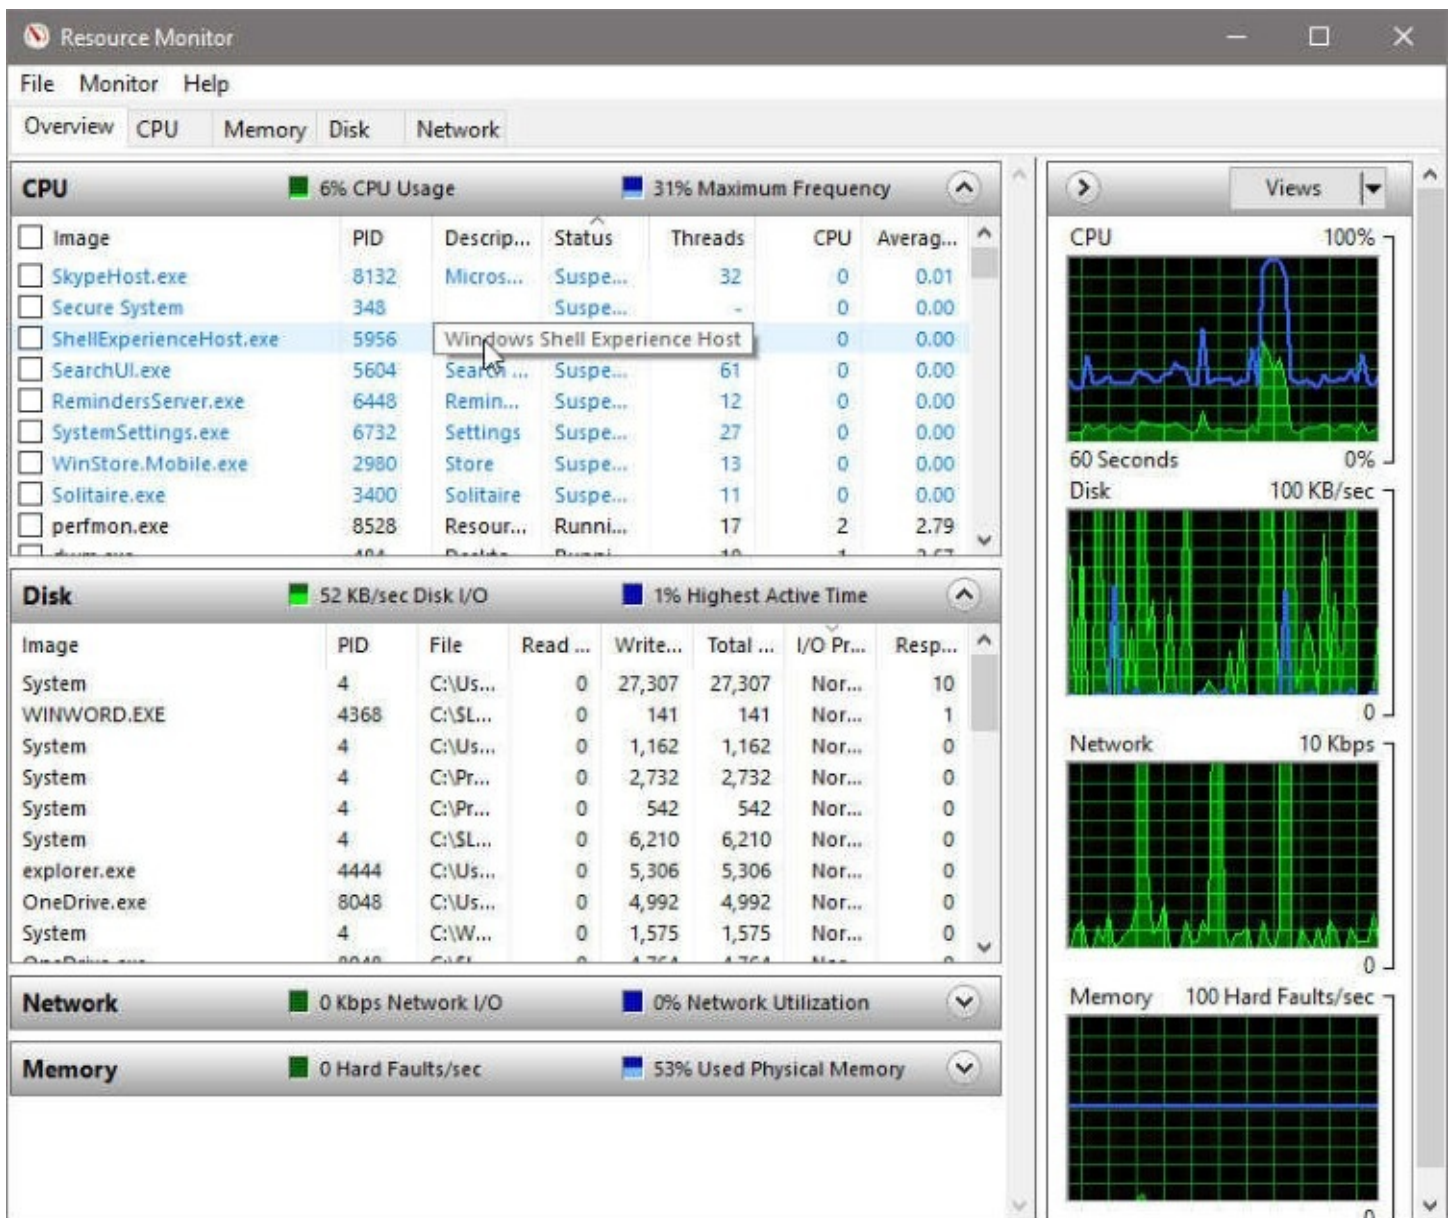 Resource Monitor
File Monitor Help
Overview CPU Memory Disk Network
CPU 6% CPU Usage 31% Maximum Frequency
Image PID Descrip... Status Threads CPU Averag...
SkypeHost.exe 8132 Micros... Suspe... 32 0 0.01
Secure System 348 Suspe... - 0 0.00
ShellExperienceHost.exe 5956 Windows Shell Experience Host 0 0.00
SearchUI.exe 5604 Search ... Suspe... 61 0 0.00
RemindersServer.exe 6448 Remin... Suspe... 12 0 0.00
SystemSettings.exe 6732 Settings Suspe... 27 0 0.00
WinStore.Mobile.exe 2980 Store Suspe... 13 0 0.00
Solitaire.exe 3400 Solitaire Suspe... 11 0 0.00
perfmon.exe 8528 Resour... Runni... 17 2 2.79
Disk 52 KB/sec Disk I/O 1% Highest Active Time
Image PID File Read ... Write... Total ... I/O Pr... Resp...
System 4 C:\Us... 0 27,307 27,307 Nor... 10
WINWORD.EXE 4368 C:\$L... 0 141 141 Nor... 1
System 4 C:\Us... 0 1,162 1,162 Nor... 0
System 4 C:\Pr... 0 2,732 2,732 Nor... 0
System 4 C:\Pr... 0 542 542 Nor... 0
System 4 C:\$L... 0 6,210 6,210 Nor... 0
explorer.exe 4444 C:\Us... 0 5,306 5,306 Nor... 0
OneDrive.exe 8048 C:\Us... 0 4,992 4,992 Nor... 0
System 4 C:\W... 0 1,575 1,575 Nor... 0
Network 0 Kbps Network I/O 0% Network Utilization
Memory 0 Hard Faults/sec 53% Used Physical Memory
Views
CPU 100%
60 Seconds 0%
Disk 100 KB/sec
0
Network 10 Kbps
0
Memory 100 Hard Faults/sec
0